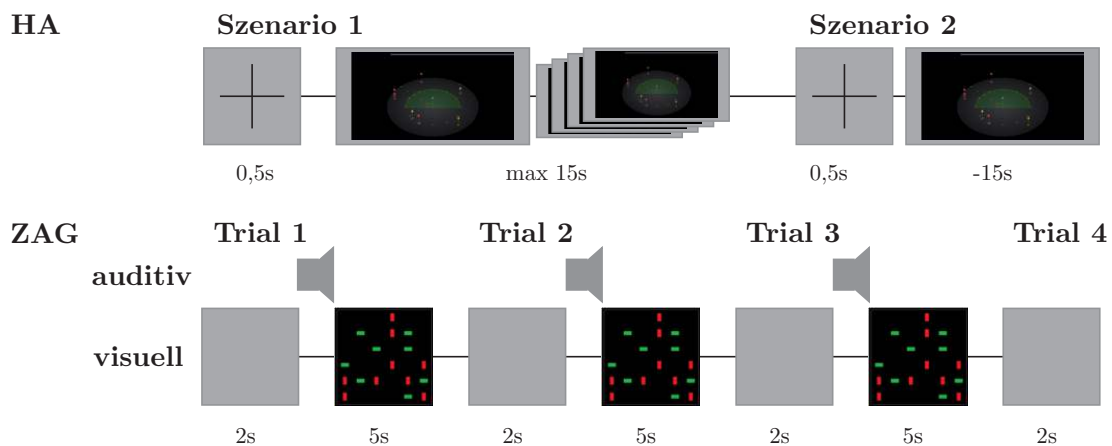 HA Szenario 1 Szenario 2
0,5s max 15s 0,5s -15s
ZAG Trial 1 Trial 2 Trial 3 Trial 4
auditiv
visuell
2s 5s 2s 5s 2s 5s 2s